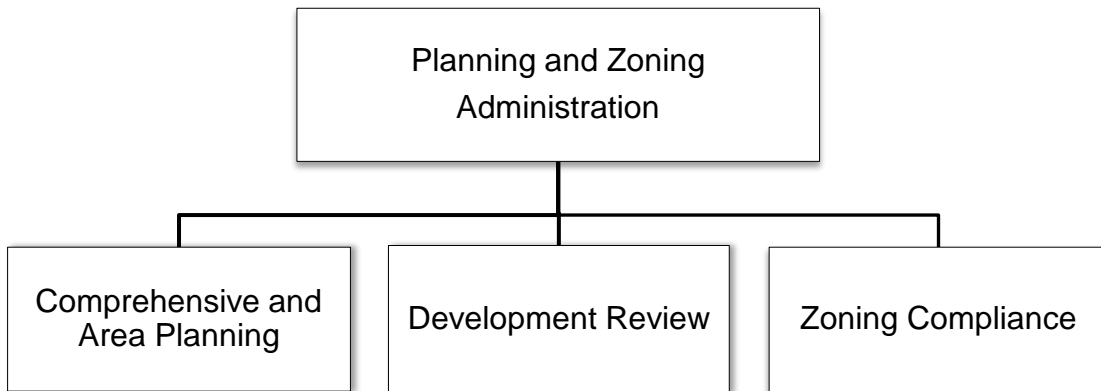 Planning and Zoning
Administration
Comprehensive and
Area Planning
Development Review
Zoning Compliance